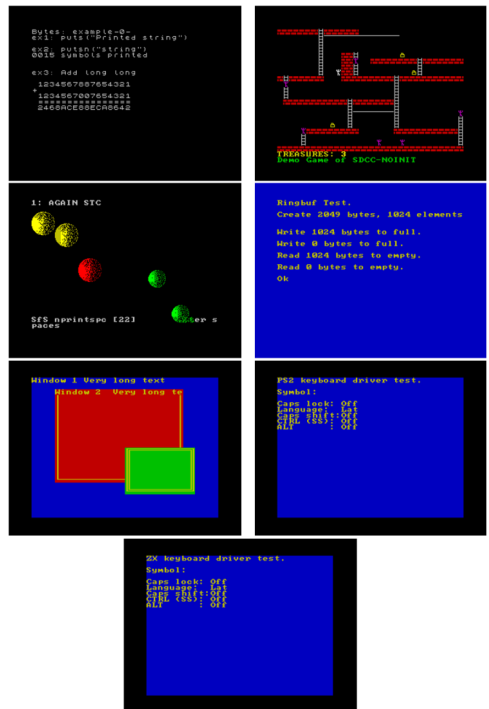 Bytes: example-0-
ex1: puts("Printed string")
ex2: putsn("string")
0015 symbols printed
ex3: Add long long
1234567887654321
+
1234567007654321
================
2468ACE88ECA8642
TREASURES: 3
Demo Game of SDCC-NOINIT
1: AGAIN STC
SfS nprintspc [22] ter s
paces
Ringbuf Test.
Create 2049 bytes, 1024 elements
Write 1024 bytes to full.
Write 0 bytes to full.
Read 1024 bytes to empty.
Read 0 bytes to empty.
Ok
Window 1 Very long text
Window 2  Very long te
PS2 keyboard driver test.
Symbol:
Caps lock: Off
Language:  Lat
Caps shift:Off
CTRL (SS): Off
ALT      : Off
ZX keyboard driver test.
Symbol:
Caps lock: Off
Language:  Lat
Caps shift:Off
CTRL (SS): Off
ALT      : Off